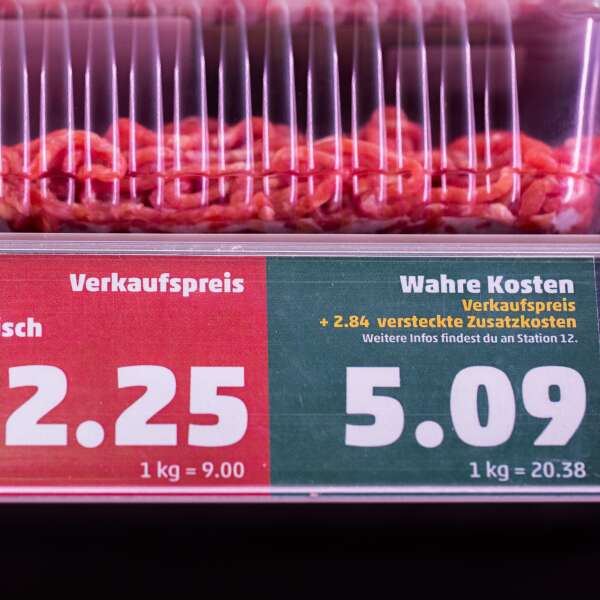 Verkaufspreis
isch
2.25
1 kg = 9.00
Wahre Kosten
Verkaufspreis
+ 2.84 versteckte Zusatzkosten
Weitere Infos findest du an Station 12.
5.09
1 kg = 20.38